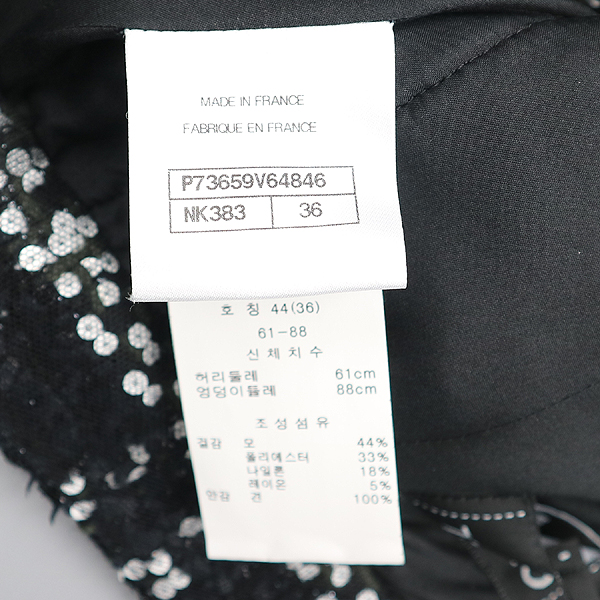 MADE IN FRANCE
FABRIQUE EN FRANCE
P73659V64846
NK383 36
호 칭 44(36)
61-88
신 체 치 수
허리둘레 61cm
엉덩이둘레 88cm
조 성 섬 유
겉감 모 44%
폴리에스터 33%
나일론 18%
레이온 5%
안감 견 100%